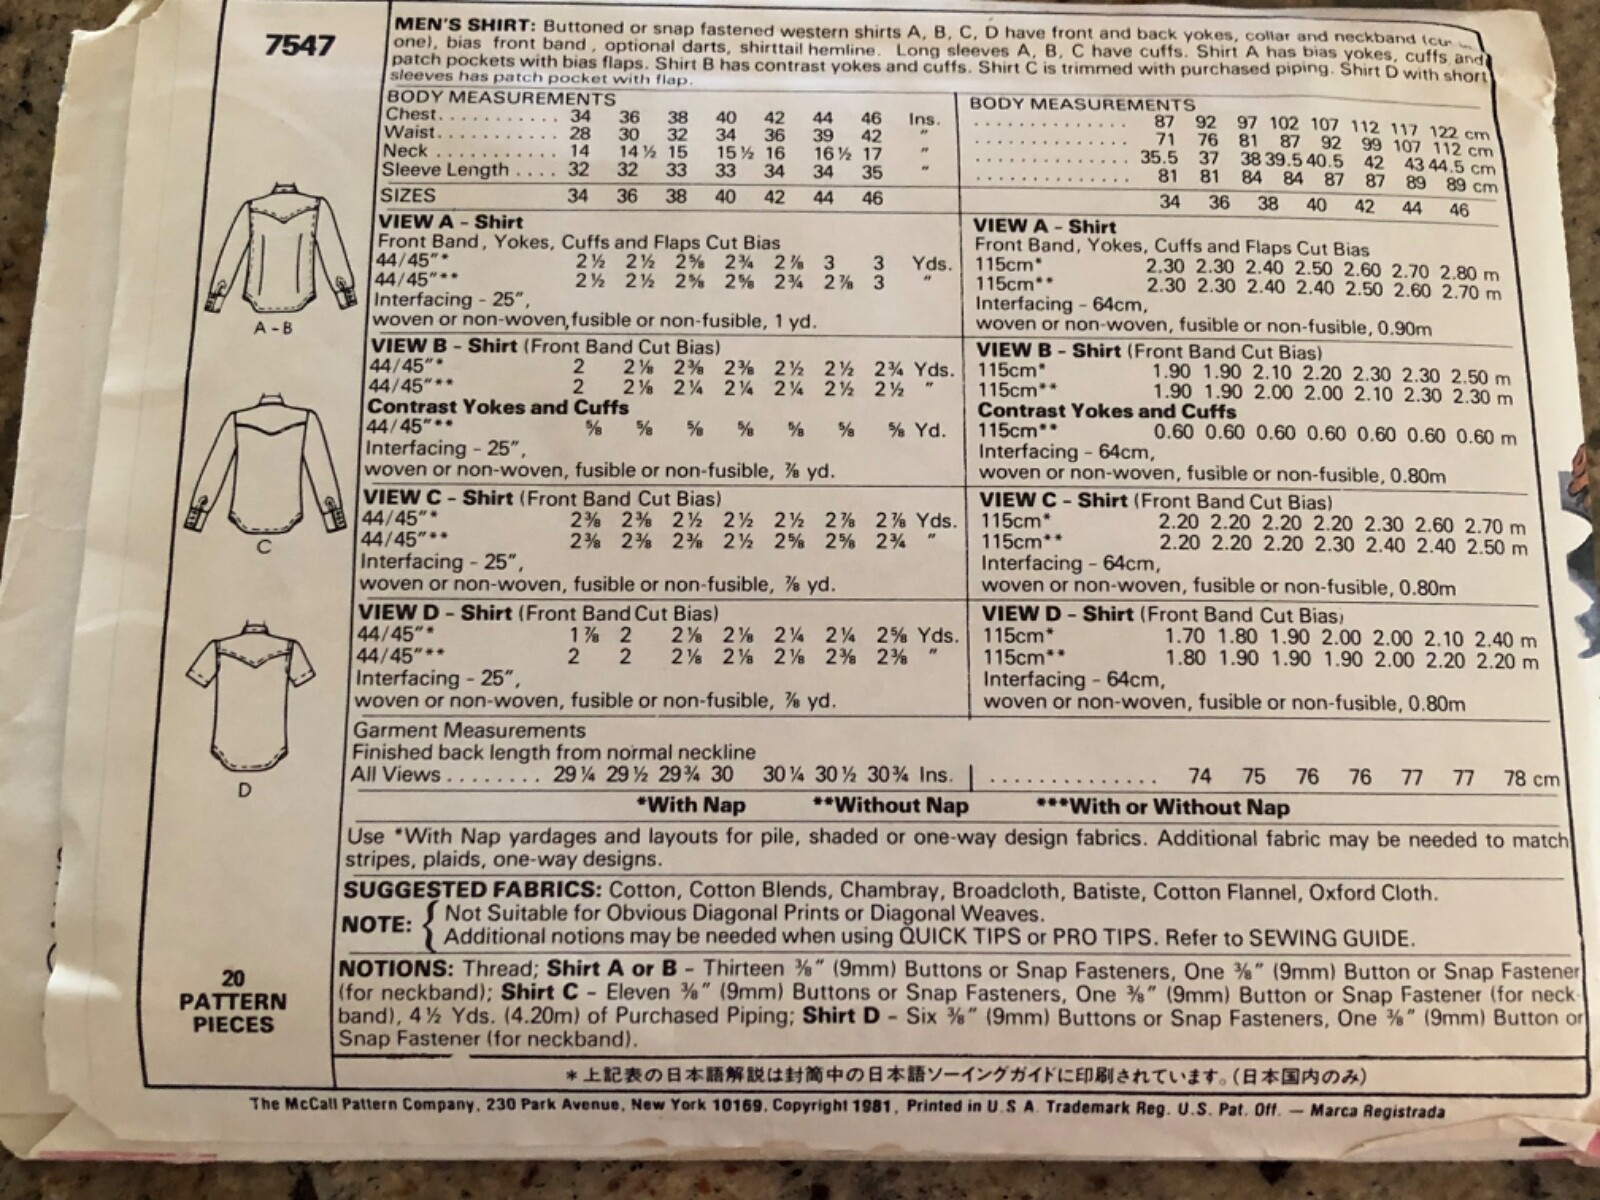 7547
MEN'S SHIRT: Buttoned or snap fastened western shirts A, B, C, D have front and back yokes, collar and neckband (cut in
one), bias front band, optional darts, shirttail hemline. Long sleeves A, B, C have cuffs. Shirt A has bias yokes, cuffs and
patch pockets with bias flaps. Shirt B has contrast yokes and cuffs. Shirt C is trimmed with purchased piping. Shirt D with short
sleeves has patch pocket with flap.
BODY MEASUREMENTS
Chest........... 34 36 38 40 42 44 46 Ins.
Waist........... 28 30 32 34 36 39 42 "
Neck ........... 14 14 ½ 15 15 ½ 16 16 ½ 17 "
Sleeve Length .... 32 32 33 33 34 34 35 "
SIZES 34 36 38 40 42 44 46
BODY MEASUREMENTS
.............. 87 92 97 102 107 112 117 122 cm
.............. 71 76 81 87 92 99 107 112 cm
.............. 35.5 37 38 39.5 40.5 42 43 44.5 cm
.............. 81 81 84 84 87 87 89 89 cm
34 36 38 40 42 44 46
VIEW A - Shirt
Front Band, Yokes, Cuffs and Flaps Cut Bias
44/45"* 2 ½ 2 ½ 2⅝ 2¾ 2⅞ 3 3 Yds.
44/45"** 2 ½ 2 ½ 2⅝ 2⅝ 2¾ 2⅞ 3 "
Interfacing - 25",
woven or non-woven, fusible or non-fusible, 1 yd.
VIEW A - Shirt
Front Band, Yokes, Cuffs and Flaps Cut Bias
115cm* 2.30 2.30 2.40 2.50 2.60 2.70 2.80 m
115cm** 2.30 2.30 2.40 2.40 2.50 2.60 2.70 m
Interfacing - 64cm,
woven or non-woven, fusible or non-fusible, 0.90m
VIEW B - Shirt (Front Band Cut Bias)
44/45"* 2 2⅛ 2⅜ 2⅜ 2½ 2½ 2¾ Yds.
44/45"** 2 2⅛ 2¼ 2¼ 2¼ 2½ 2½ "
Contrast Yokes and Cuffs
44/45"** ⅝ ⅝ ⅝ ⅝ ⅝ ⅝ ⅝ Yd.
Interfacing - 25",
woven or non-woven, fusible or non-fusible, ⅞ yd.
VIEW B - Shirt (Front Band Cut Bias)
115cm* 1.90 1.90 2.10 2.20 2.30 2.30 2.50 m
115cm** 1.90 1.90 2.00 2.00 2.10 2.30 2.30 m
Contrast Yokes and Cuffs
115cm** 0.60 0.60 0.60 0.60 0.60 0.60 0.60 m
Interfacing - 64cm,
woven or non-woven, fusible or non-fusible, 0.80m
VIEW C - Shirt (Front Band Cut Bias)
44/45"* 2⅜ 2⅜ 2½ 2½ 2½ 2⅞ 2⅞ Yds.
44/45"** 2⅜ 2⅜ 2⅜ 2½ 2⅝ 2⅝ 2¾ "
Interfacing - 25",
woven or non-woven, fusible or non-fusible, ⅞ yd.
VIEW C - Shirt (Front Band Cut Bias)
115cm* 2.20 2.20 2.20 2.20 2.30 2.60 2.70 m
115cm** 2.20 2.20 2.20 2.30 2.40 2.40 2.50 m
Interfacing - 64cm,
woven or non-woven, fusible or non-fusible, 0.80m
VIEW D - Shirt (Front Band Cut Bias)
44/45"* 1⅞ 2 2⅛ 2⅛ 2¼ 2¼ 2⅝ Yds.
44/45"** 2 2 2⅛ 2⅛ 2⅛ 2⅜ 2⅜ "
Interfacing - 25",
woven or non-woven, fusible or non-fusible, ⅞ yd.
VIEW D - Shirt (Front Band Cut Bias)
115cm* 1.70 1.80 1.90 2.00 2.00 2.10 2.40 m
115cm** 1.80 1.90 1.90 1.90 2.00 2.20 2.20 m
Interfacing - 64cm,
woven or non-woven, fusible or non-fusible, 0.80m
Garment Measurements
Finished back length from normal neckline
All Views ........ 29 ¼ 29 ½ 29 ¾ 30 30 ¼ 30 ½ 30 ¾ Ins. .............. 74 75 76 76 77 77 78 cm
*With Nap **Without Nap ***With or Without Nap
Use *With Nap yardages and layouts for pile, shaded or one-way design fabrics. Additional fabric may be needed to match
stripes, plaids, one-way designs.
SUGGESTED FABRICS: Cotton, Cotton Blends, Chambray, Broadcloth, Batiste, Cotton Flannel, Oxford Cloth.
NOTE: { Not Suitable for Obvious Diagonal Prints or Diagonal Weaves.
Additional notions may be needed when using QUICK TIPS or PRO TIPS. Refer to SEWING GUIDE.
NOTIONS: Thread; Shirt A or B - Thirteen ⅜" (9mm) Buttons or Snap Fasteners, One ⅜" (9mm) Button or Snap Fastener
(for neckband); Shirt C - Eleven ⅜" (9mm) Buttons or Snap Fasteners, One ⅜" (9mm) Button or Snap Fastener (for neck-
band), 4 ½ Yds. (4.20m) of Purchased Piping; Shirt D - Six ⅜" (9mm) Buttons or Snap Fasteners, One ⅜" (9mm) Button or
Snap Fastener (for neckband).
A-B
C
D
20
PATTERN
PIECES
*上記表の日本語解説は封筒中の日本語ソーイングガイドに印刷されています。(日本国内のみ)
The McCall Pattern Company, 230 Park Avenue, New York 10169, Copyright 1981, Printed in U.S A. Trademark Reg. U.S. Pat. Off. — Marca Registrada